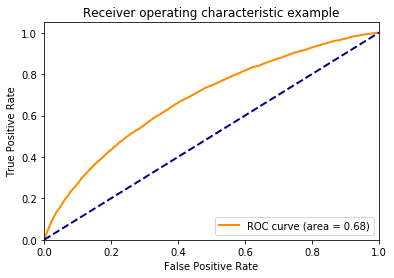 Receiver operating characteristic example
1.0
0.8
0.6
0.4
0.2
0.0
True Positive Rate
ROC curve (area = 0.68)
0.0 0.2 0.4 0.6 0.8 1.0
False Positive Rate